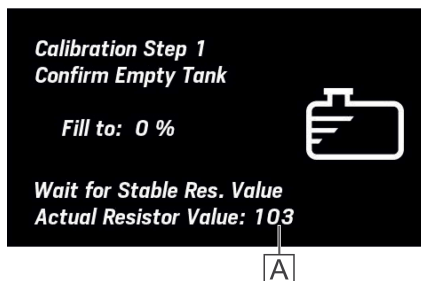 Calibration Step 1
Confirm Empty Tank
Fill to: 0 %
Wait for Stable Res. Value
Actual Resistor Value: 103
A